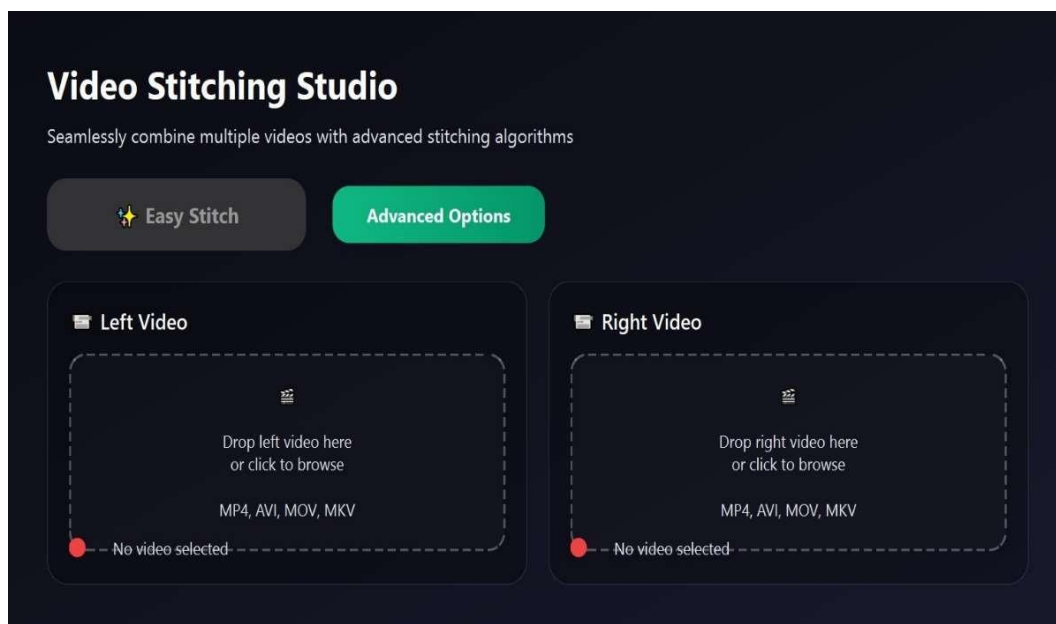 Video Stitching Studio
Seamlessly combine multiple videos with advanced stitching algorithms
✨ Easy Stitch
Advanced Options
Left Video
Drop left video here
or click to browse
MP4, AVI, MOV, MKV
No video selected
Right Video
Drop right video here
or click to browse
MP4, AVI, MOV, MKV
No video selected